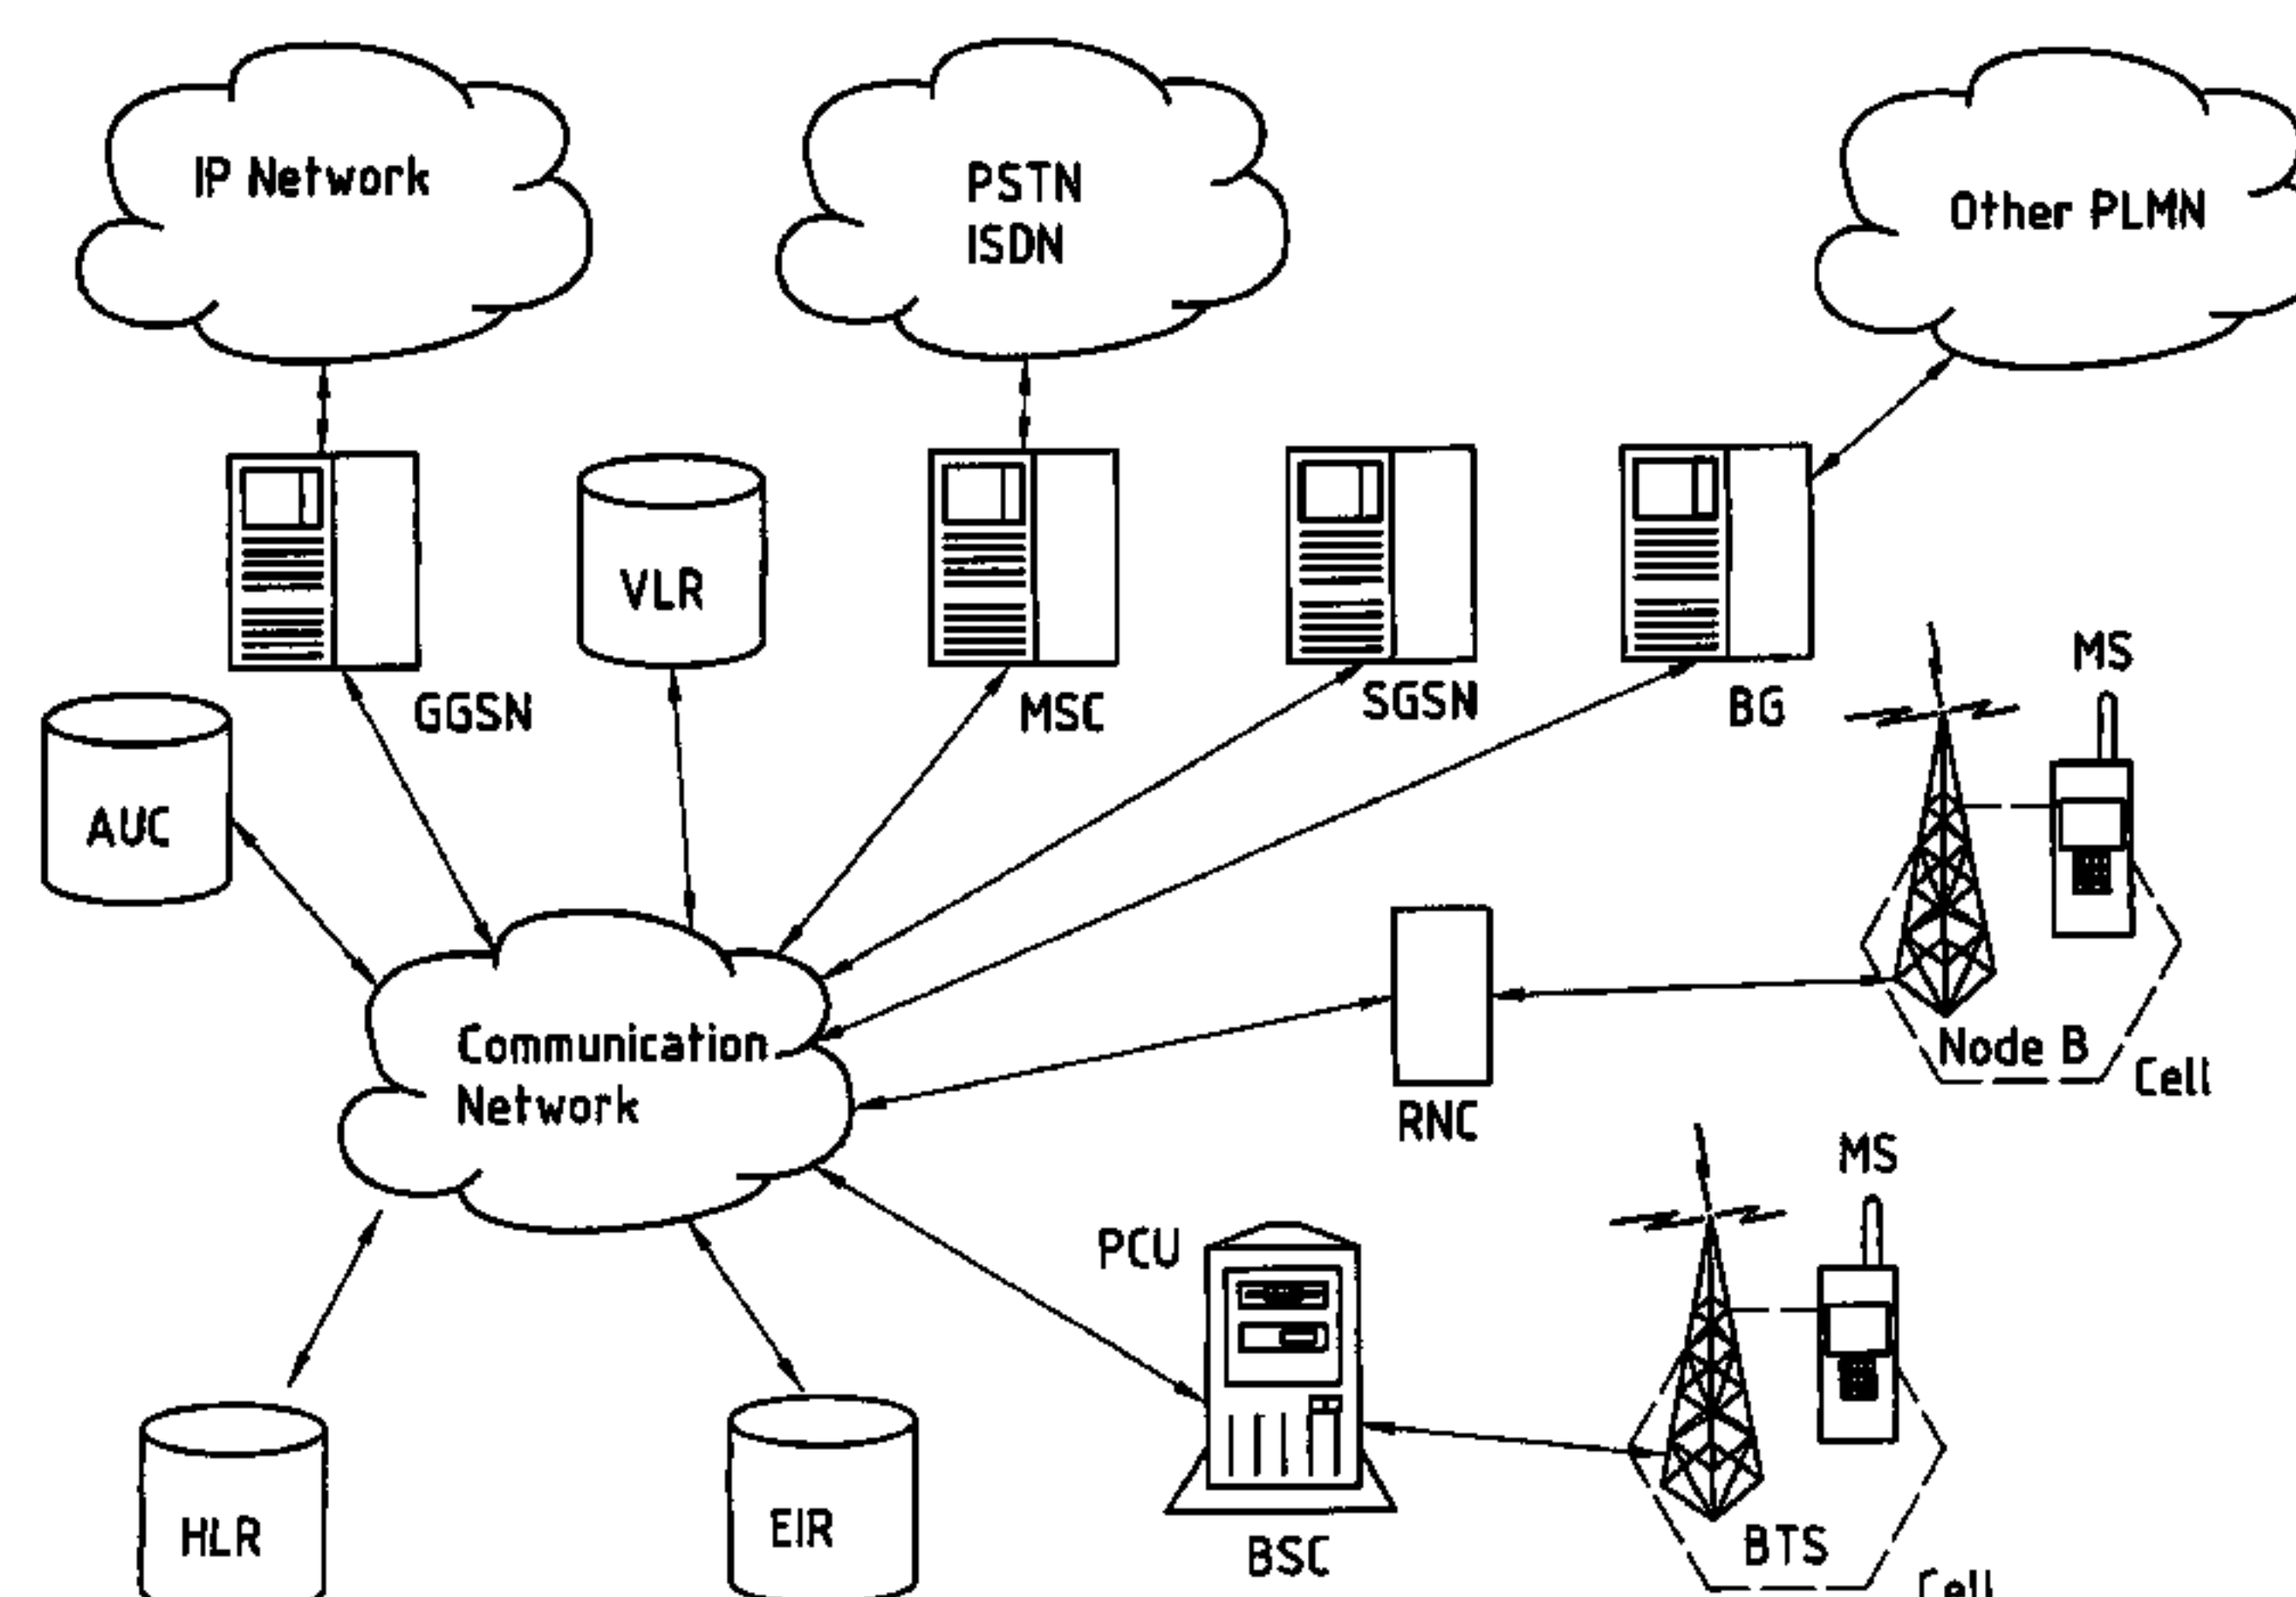 IP Network
PSTN
ISDN
Other PLMN
VLR
GGSN
MSC
SGSN
BG
MS
AUC
Communication
Network
RNC
Node B
Cell
MS
PCU
HLR
EIR
BSC
BTS
Cell